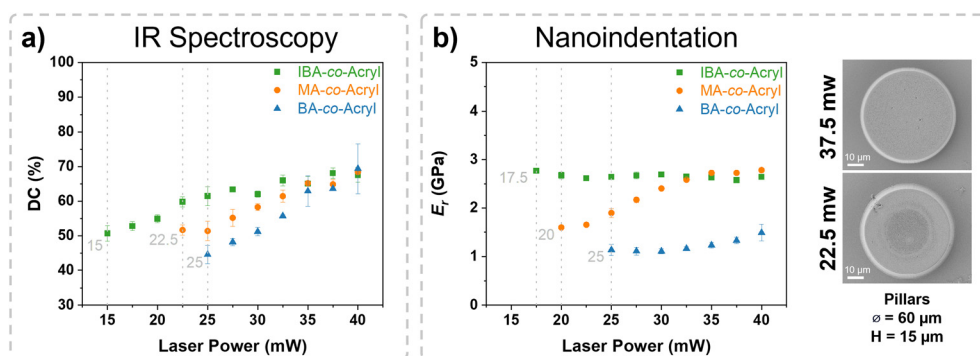 a) IR Spectroscopy
100
90
80
70
60
50
40
30
DC (%)
IBA-co-Acryl
MA-co-Acryl
BA-co-Acryl
15
22.5
25
15 20 25 30 35 40
Laser Power (mW)
b) Nanoindentation
5
4
3
2
1
0
Er (GPa)
IBA-co-Acryl
MA-co-Acryl
BA-co-Acryl
17.5
20
25
15 20 25 30 35 40
Laser Power (mW)
37.5 mw
10 µm
22.5 mw
10 µm
Pillars
⌀ = 60 µm
H = 15 µm